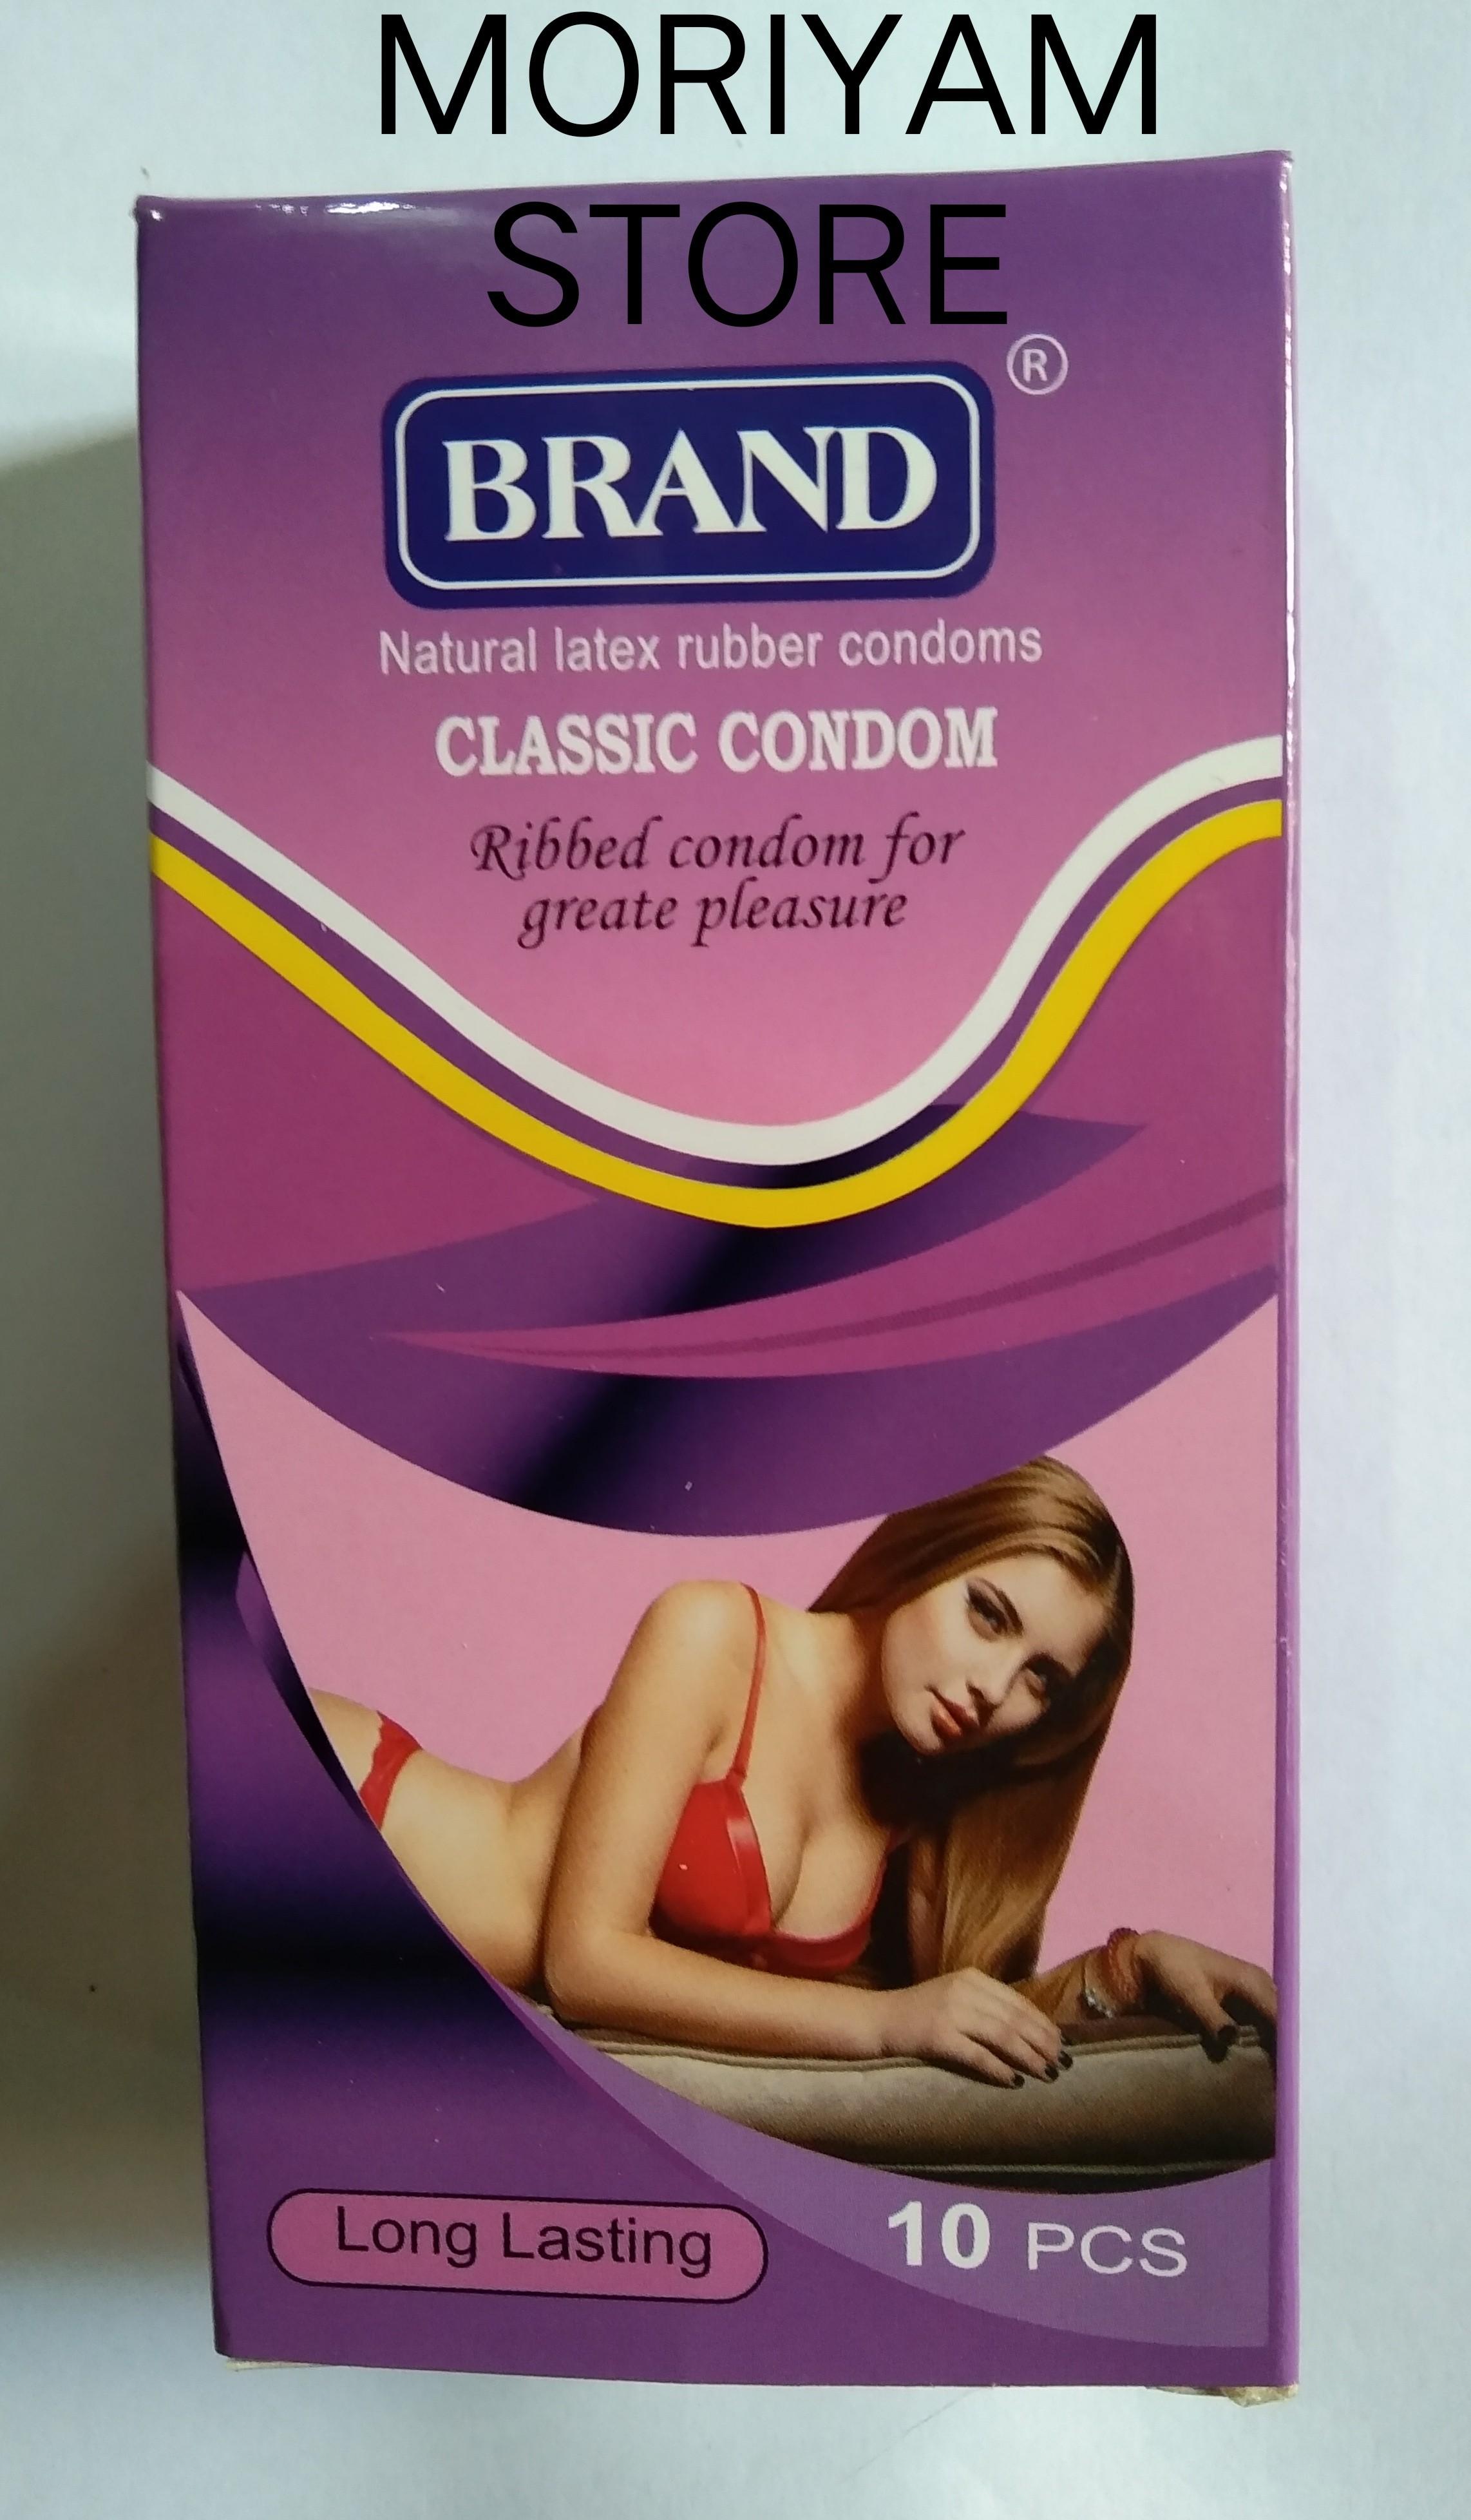 MORIYAM
STORE
BRAND®
Natural latex rubber condoms
CLASSIC CONDOM
Ribbed condom for
greate pleasure
Long Lasting
10 PCS